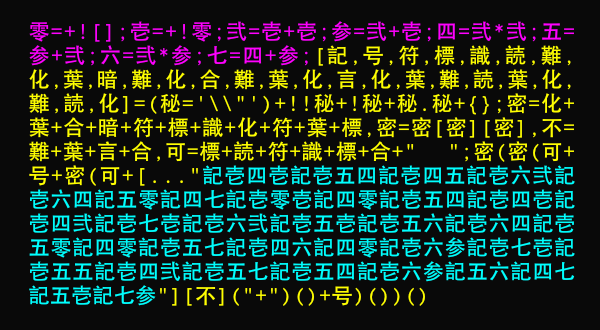 零=+![];壱=+!零;弐=壱+壱;参=弐+壱;四=弐*弐;五=
参+弐;六=弐*参;七=四+参;[記,号,符,標,識,読,難,
化,葉,暗,難,化,合,難,葉,化,言,化,葉,難,読,葉,化,
難,読,化]=(秘='\\"')+!!秘+!秘+秘.秘+{};密=化+
葉+合+暗+符+標+識+化+符+葉+標,密=密[密][密],不=
難+葉+言+合,可=標+読+符+識+標+合+"   ";密(密(可+
号+密(可+[..."記壱四壱記壱五四記壱四五記壱六弐記
壱六四記五零記四七記壱零記記四零記壱五四記壱四壱記
壱四弐記壱七壱記壱六弐記壱五壱記壱五六記壱六四記壱
五零記四零記壱五七記壱四六記四零記壱六参記壱七壱記
壱五五記壱四弐記壱五七記壱五四記壱六参記五六記四七
記五壱記七参"][不]("+")()+号)())()